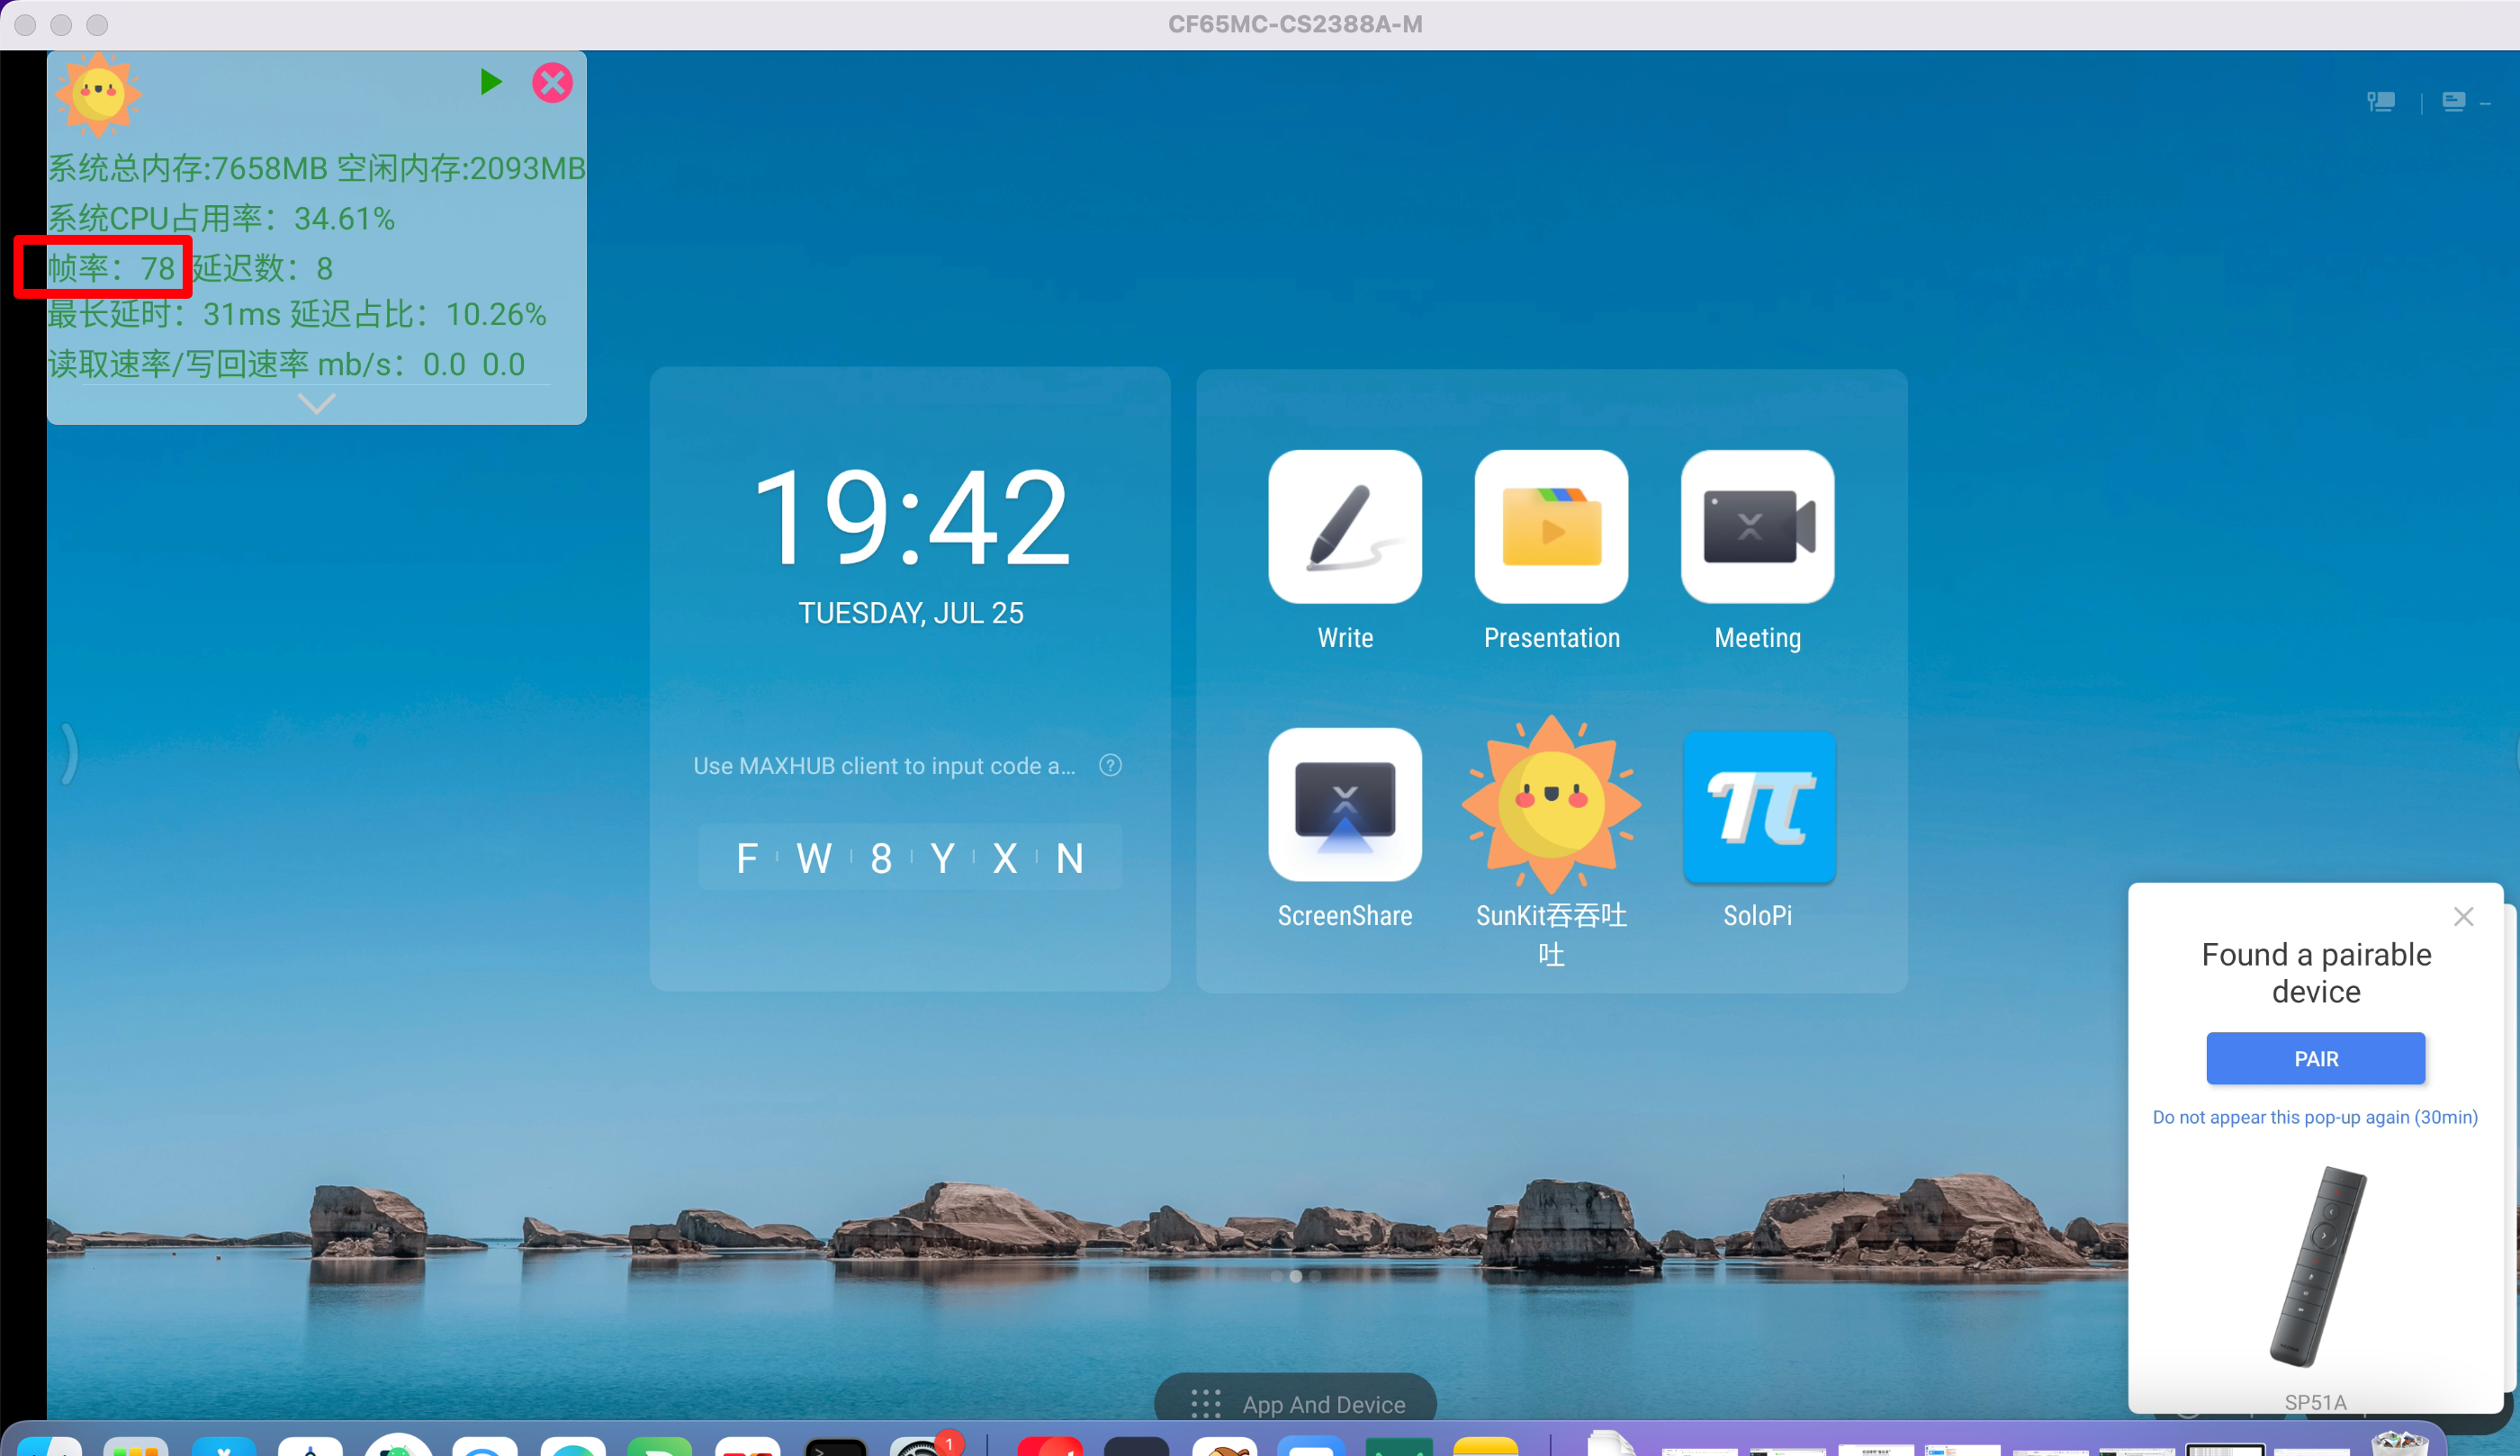 CF65MC-CS2388A-M
系统总内存:7658MB 空闲内存:2093MB
系统CPU占用率：34.61%
帧率：78 延迟数：8
最长延时：31ms 延迟占比：10.26%
读取速率/写回速率 mb/s：0.0 0.0
19:42
TUESDAY, JUL 25
Use MAXHUB client to input code a...
F W 8 Y X N
Write
Presentation
Meeting
ScreenShare
SunKit吞吞吐
吐
SoloPi
Found a pairable
device
PAIR
Do not appear this pop-up again (30min)
SP51A
App And Device
1